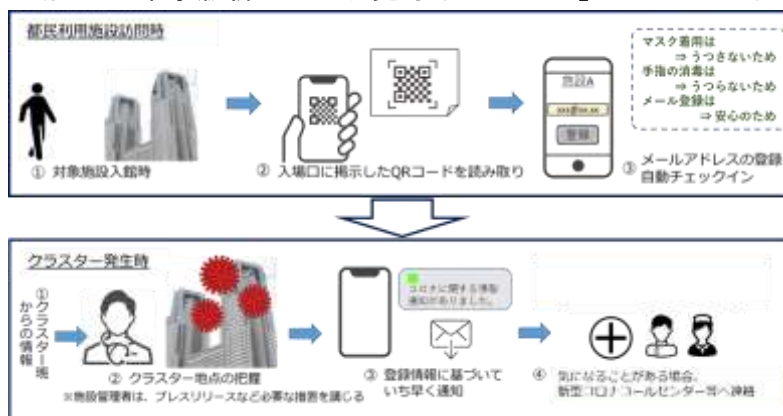 都民利用施設訪問時
① 対象施設入館時
② 入場口に掲示したQRコードを読み取り
施設A
登録
マスク着用は
⇒ うつさないため
手指の消毒は
⇒ うつらないため
メール登録は
⇒ 安心のため
③ メールアドレスの登録
自動チェックイン
クラスター発生時
①クラスター班
からの情報
② クラスター地点の把握
※施設管理者は、プレスリリースなど必要な措置を講じる
コロナに関する情報
通知がありました。
③ 登録情報に基づいて
いち早く通知
④ 気になることがある場合、
新型コロナコールセンター等へ連絡